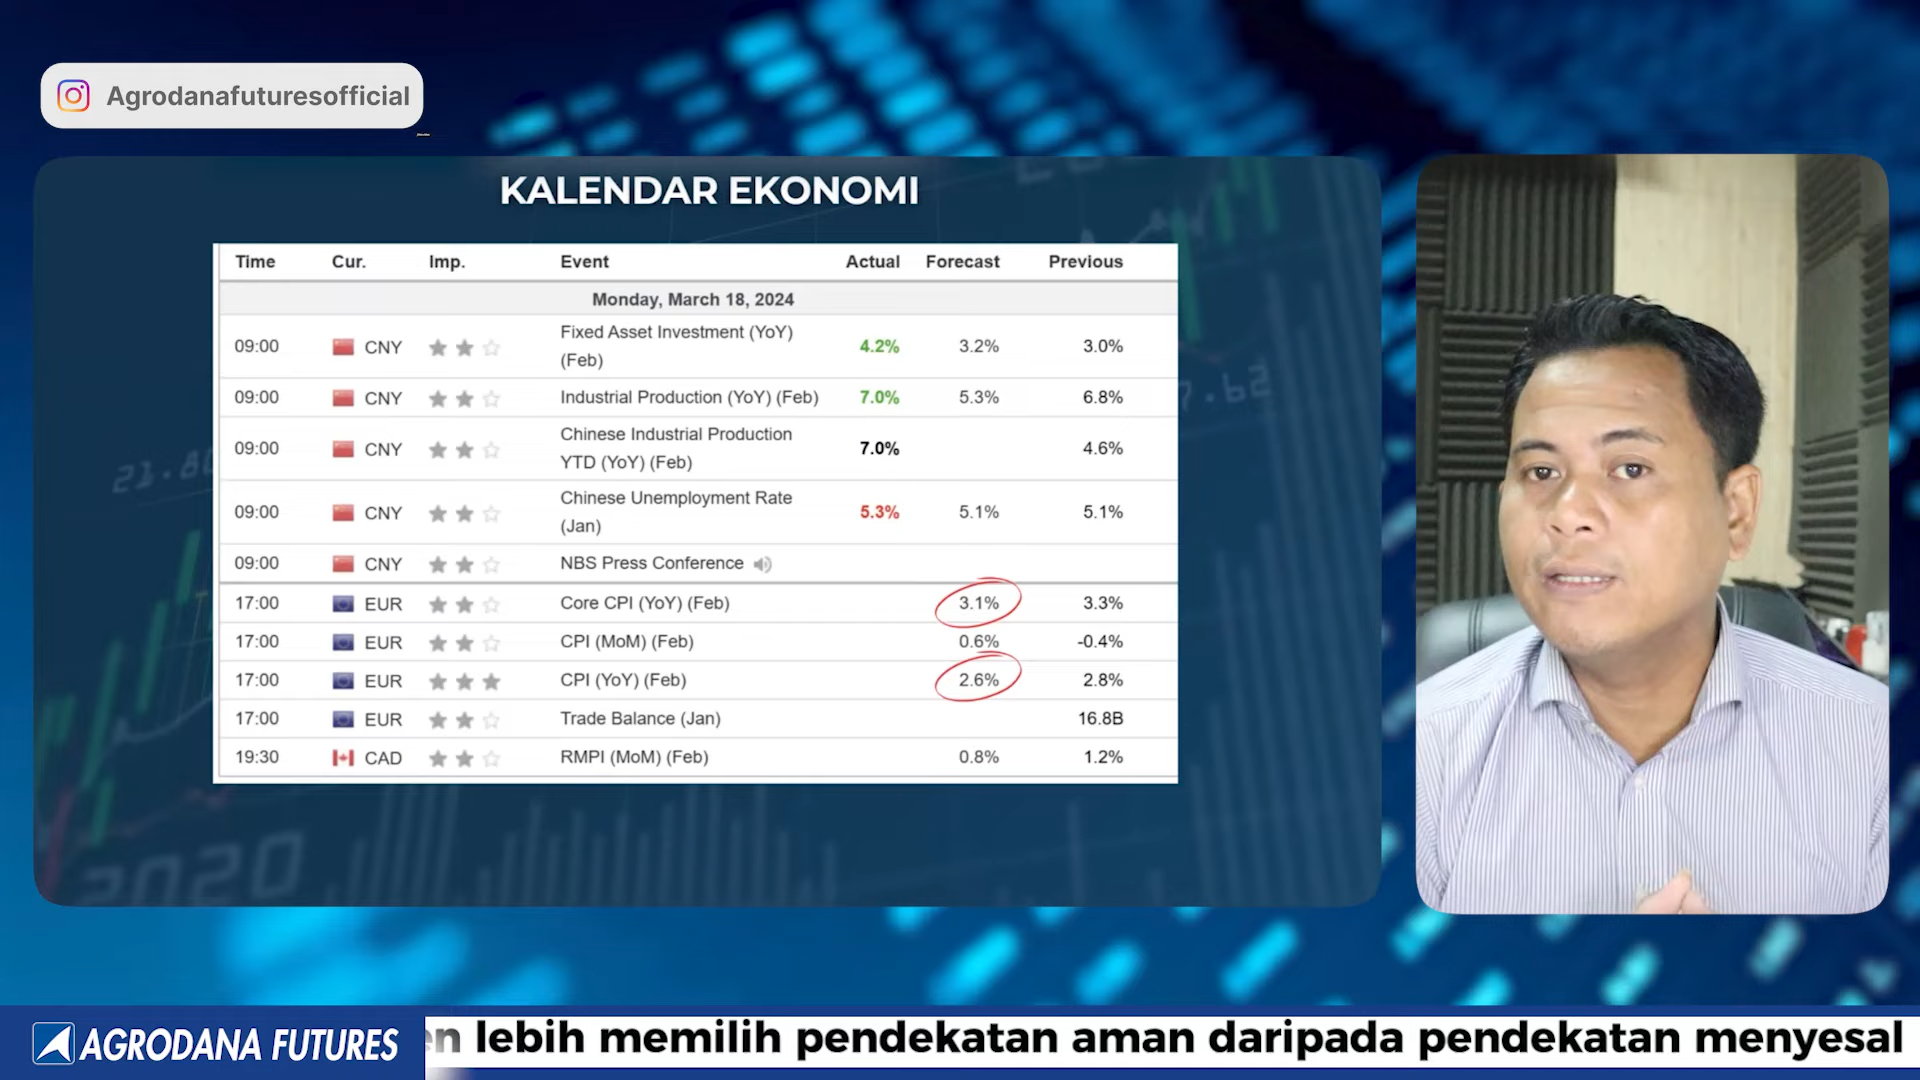 Agrodanafuturesofficial
KALENDAR EKONOMI
Time Cur. Imp. Event Actual Forecast Previous
Monday, March 18, 2024
09:00 CNY Fixed Asset Investment (YoY) (Feb) 4.2% 3.2% 3.0%
09:00 CNY Industrial Production (YoY) (Feb) 7.0% 5.3% 6.8%
09:00 CNY Chinese Industrial Production YTD (YoY) (Feb) 7.0% 4.6%
09:00 CNY Chinese Unemployment Rate (Jan) 5.3% 5.1% 5.1%
09:00 CNY NBS Press Conference
17:00 EUR Core CPI (YoY) (Feb) 3.1% 3.3%
17:00 EUR CPI (MoM) (Feb) 0.6% -0.4%
17:00 EUR CPI (YoY) (Feb) 2.6% 2.8%
17:00 EUR Trade Balance (Jan) 16.8B
19:30 CAD RMPI (MoM) (Feb) 0.8% 1.2%
2020
AGRODANA FUTURES
lebih memilih pendekatan aman daripada pendekatan menyesal